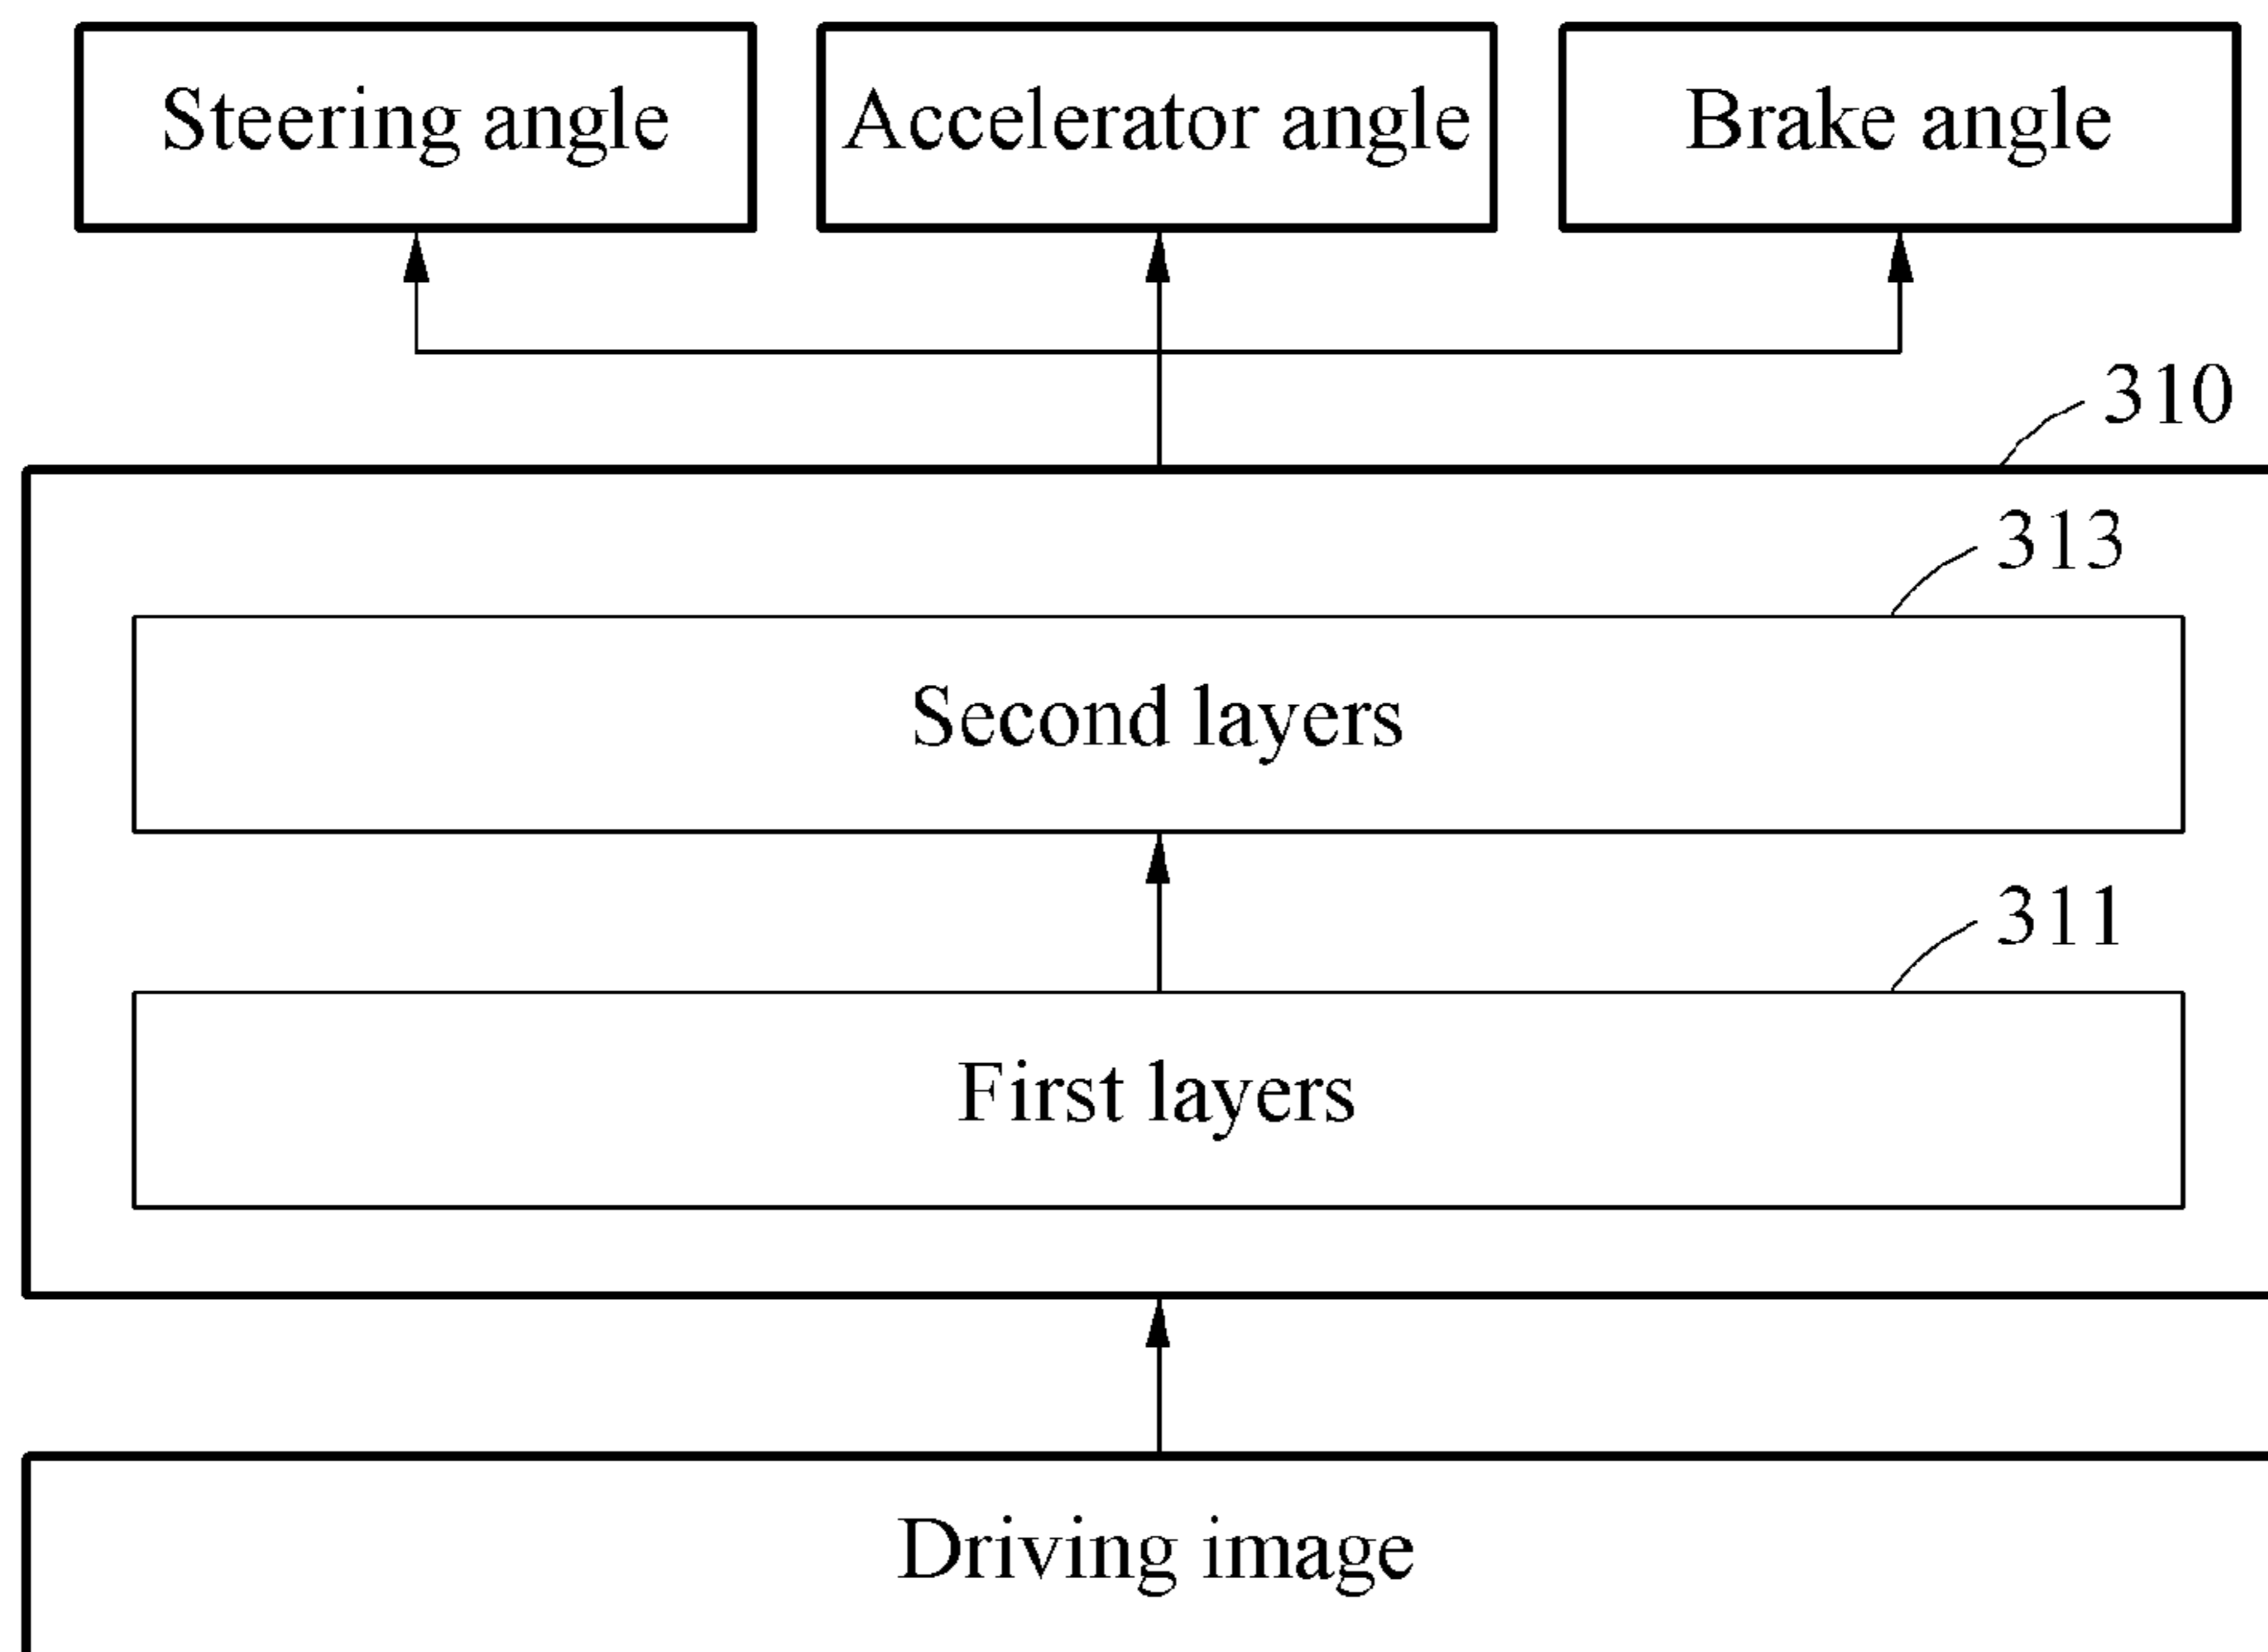 Steering angle
Accelerator angle
Brake angle
310
313
Second layers
311
First layers
Driving image